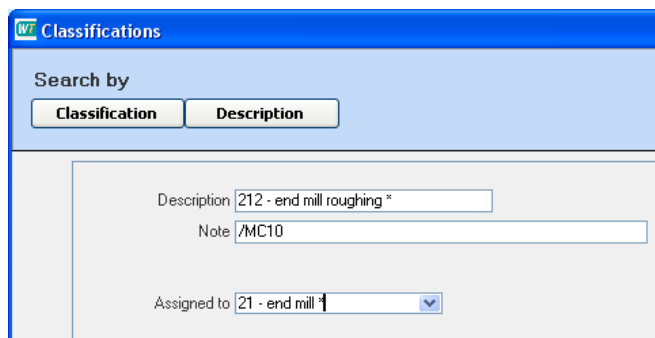 WT Classifications
Search by
Classification Description
Description 212 - end mill roughing *
Note /MC10
Assigned to 21 - end mill *